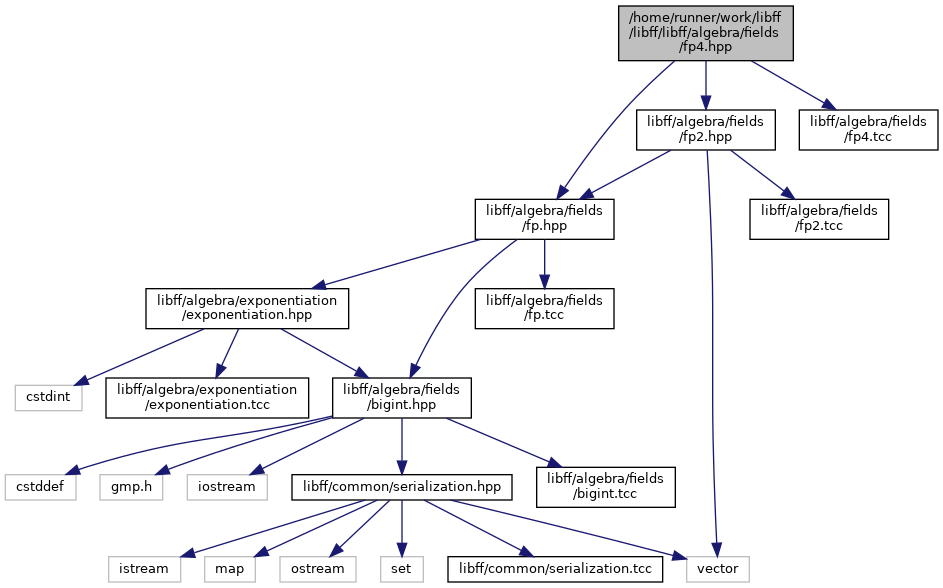 /home/runner/work/libff
/libff/libff/algebra/fields
/fp4.hpp
libff/algebra/fields
/fp2.hpp
libff/algebra/fields
/fp4.tcc
libff/algebra/fields
/fp.hpp
libff/algebra/fields
/fp2.tcc
libff/algebra/exponentiation
/exponentiation.hpp
libff/algebra/fields
/fp.tcc
cstdint
libff/algebra/exponentiation
/exponentiation.tcc
libff/algebra/fields
/bigint.hpp
cstddef
gmp.h
iostream
libff/common/serialization.hpp
libff/algebra/fields
/bigint.tcc
istream
map
ostream
set
libff/common/serialization.tcc
vector